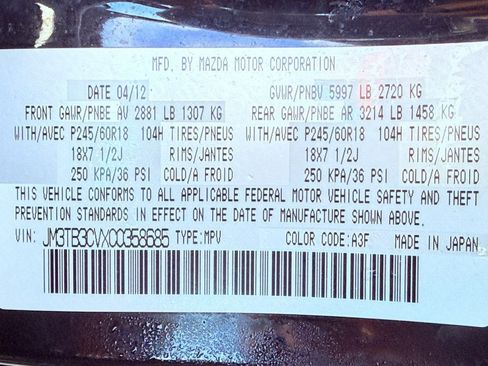 MFD. BY MAZDA MOTOR CORPORATION
DATE 04/12 GVWR/PNBV 5997 LB 2720 KG
FRONT GAWR/PNBE AV 2881 LB 1307 KG REAR GAWR/PNBE AR 3214 LB 1458 KG
WITH/AVEC P245/60R18 104H TIRES/PNEUS WITH/AVEC P245/60R18 104H TIRES/PNEUS
18X7 1/2J RIMS/JANTES 18X7 1/2J RIMS/JANTES
250 KPA/36 PSI COLD/A FROID 250 KPA/36 PSI COLD/A FROID
THIS VEHICLE CONFORMS TO ALL APPLICABLE FEDERAL MOTOR VEHICLE SAFETY AND THEFT
PREVENTION STANDARDS IN EFFECT ON THE DATE OF MANUFACTURE SHOWN ABOVE.
VIN: JM3TB3CVXC0358685 TYPE:MPV COLOR CODE:A3F MADE IN JAPAN